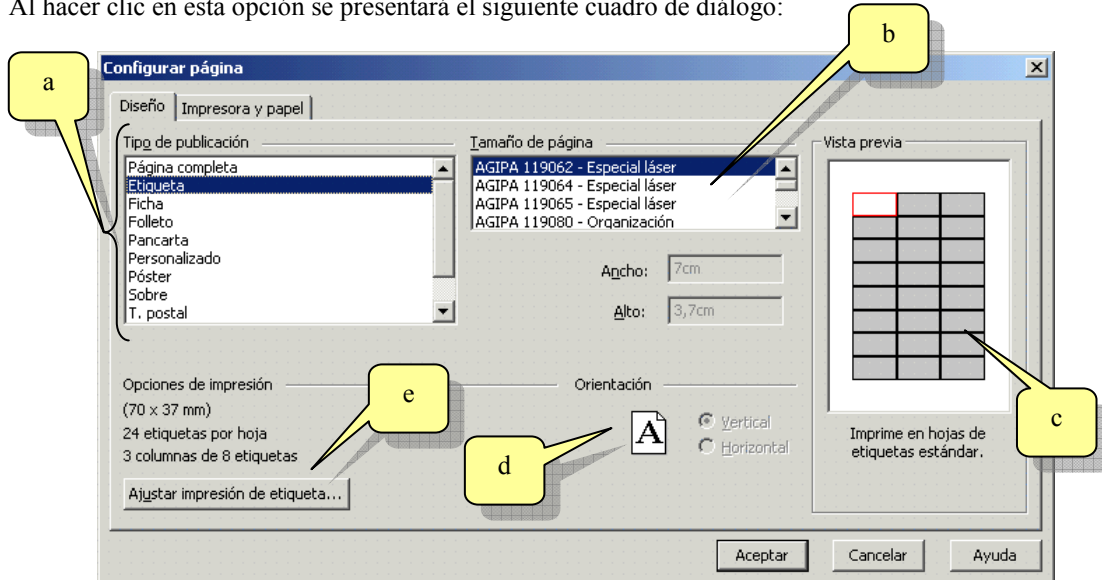 Al hacer clic en esta opción se presentará el siguiente cuadro de diálogo:
b
a
Configurar página
Diseño
Impresora y papel
Tipo de publicación
Página completa
Etiqueta
Ficha
Folleto
Pancarta
Personalizado
Póster
Sobre
T. postal
Tamaño de página
AGIPA 119062 - Especial láser
AGIPA 119064 - Especial láser
AGIPA 119065 - Especial láser
AGIPA 119080 - Organización
Ancho: 7cm
Alto: 3,7cm
Vista previa
Imprime en hojas de
etiquetas estándar.
c
Opciones de impresión
(70 x 37 mm)
24 etiquetas por hoja
3 columnas de 8 etiquetas
Ajustar impresión de etiqueta...
e
Orientación
A
Vertical
Horizontal
d
Aceptar
Cancelar
Ayuda